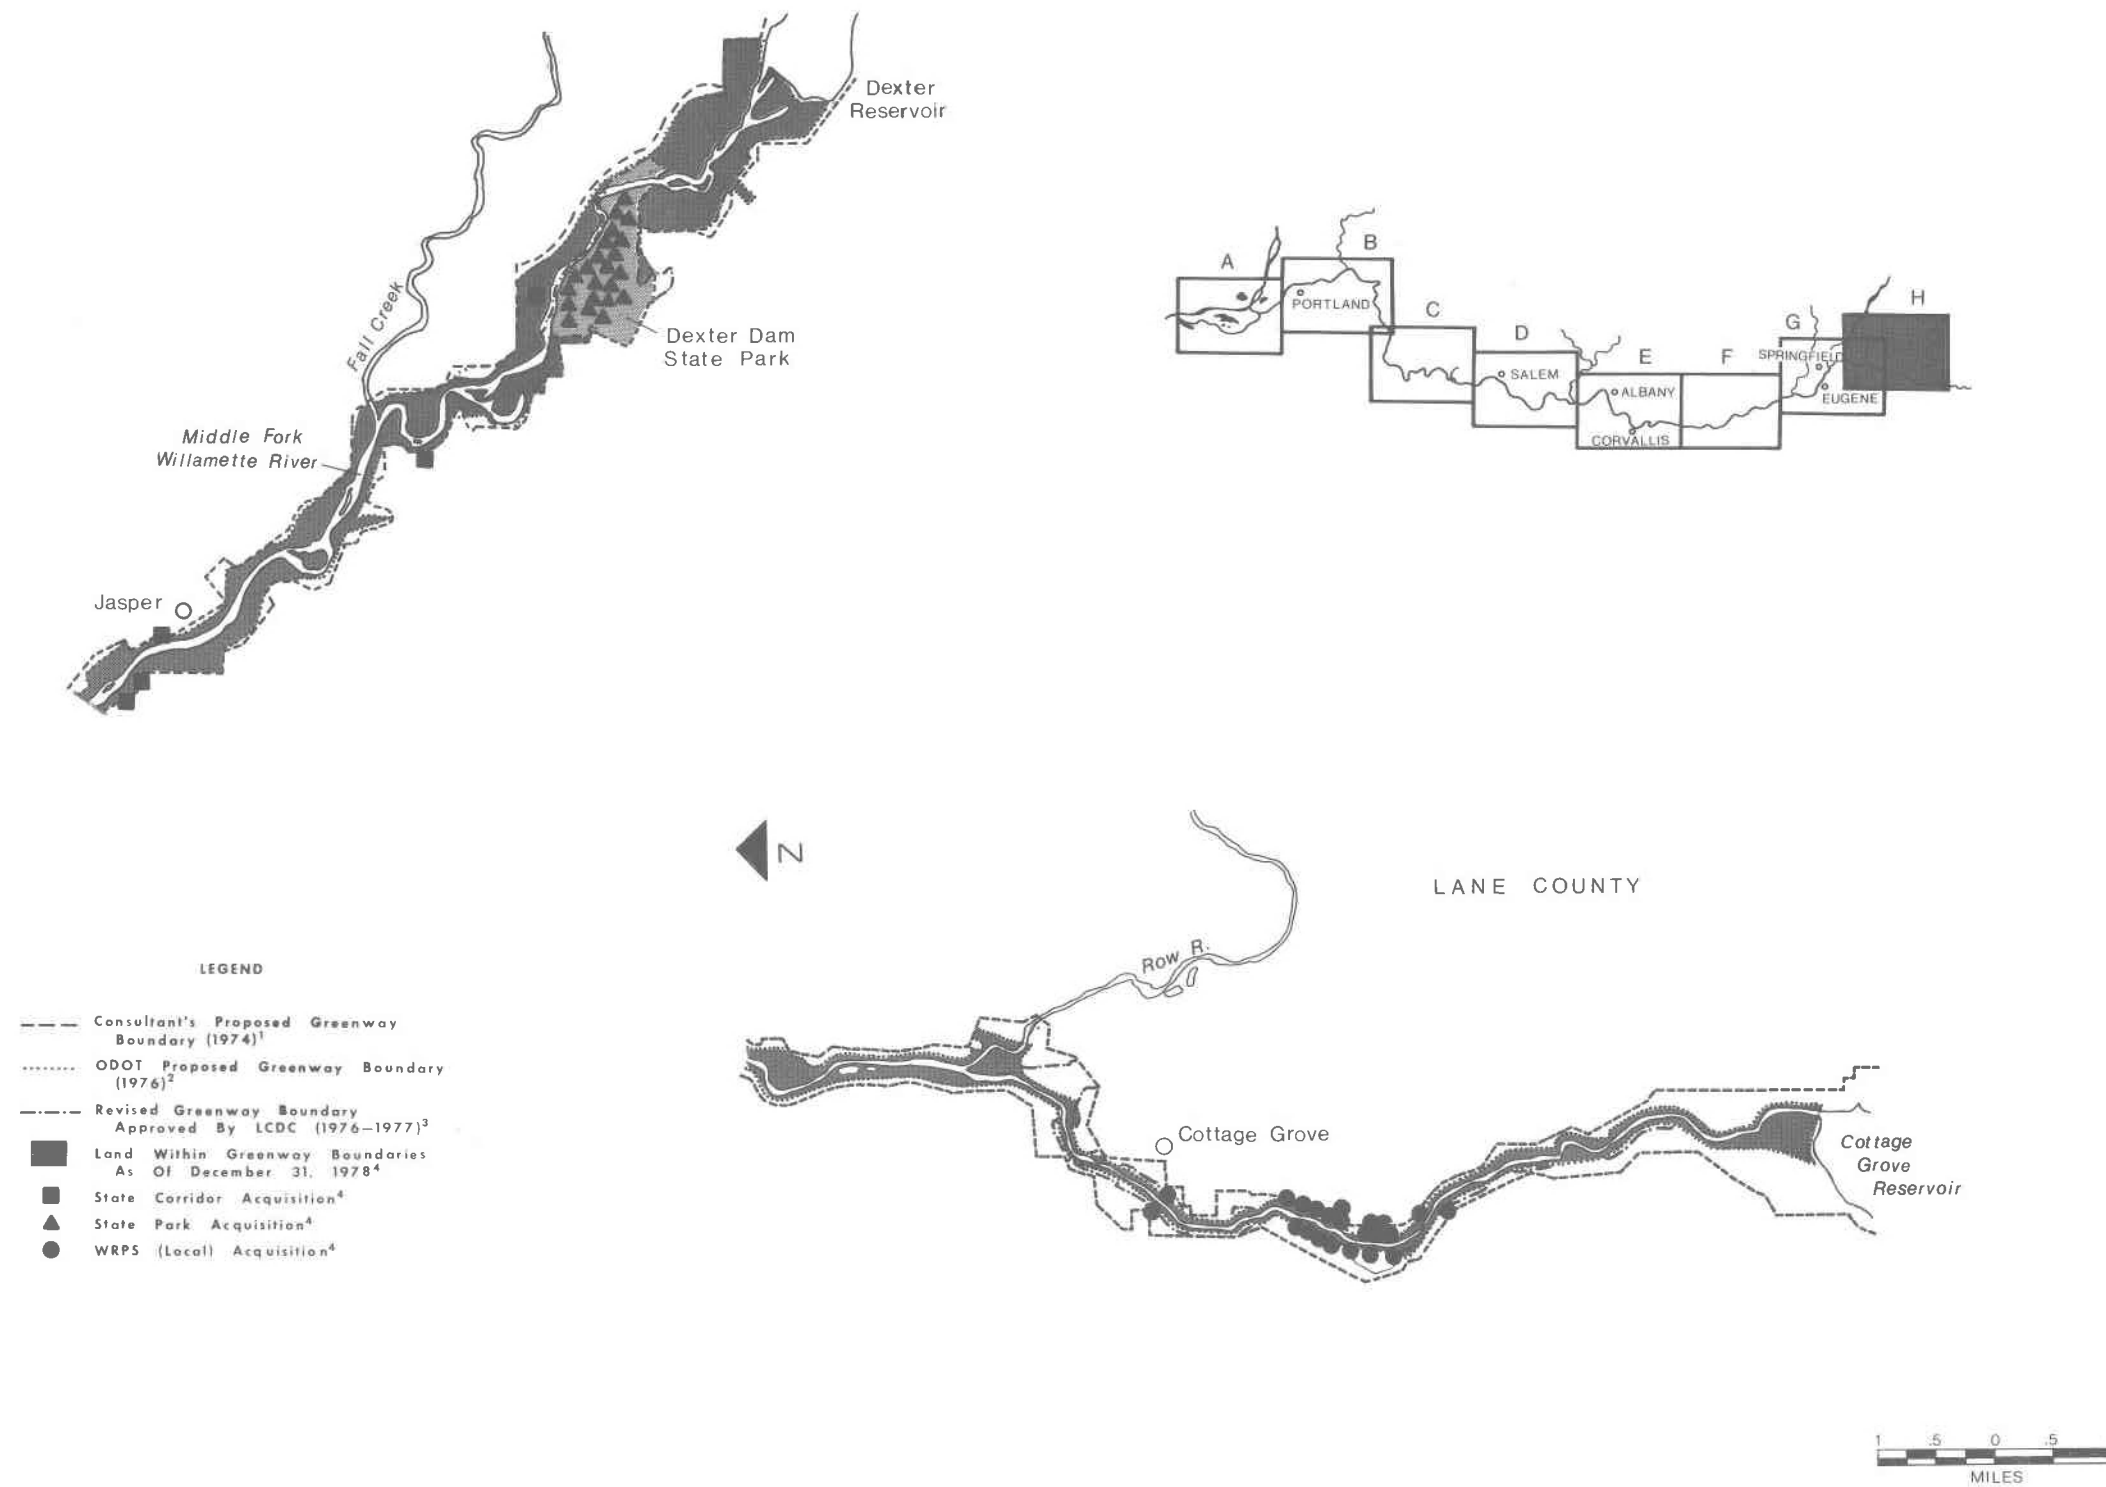 Dexter
Reservoir
Fall Creek
Dexter Dam
State Park
Middle Fork
Willamette River
Jasper
A
B
PORTLAND
C
D
SALEM
E
ALBANY
CORVALLIS
F
G
SPRINGFIELD
EUGENE
H
N
LANE COUNTY
Row R.
Cottage Grove
Cottage
Grove
Reservoir
LEGEND
Consultant's Proposed Greenway
Boundary (1974)¹
ODOT Proposed Greenway Boundary
(1976)²
Revised Greenway Boundary
Approved By LCDC (1976–1977)³
Land Within Greenway Boundaries
As Of December 31, 1978⁴
State Corridor Acquisition⁴
State Park Acquisition⁴
WRPS (Local) Acquisition⁴
1 .5 0 .5
MILES